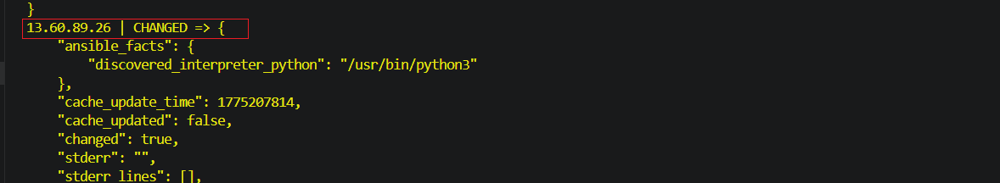 }
13.60.89.26 | CHANGED => {
    "ansible_facts": {
        "discovered_interpreter_python": "/usr/bin/python3"
    },
    "cache_update_time": 1775207814,
    "cache_updated": false,
    "changed": true,
    "stderr": "",
    "stderr_lines": [],